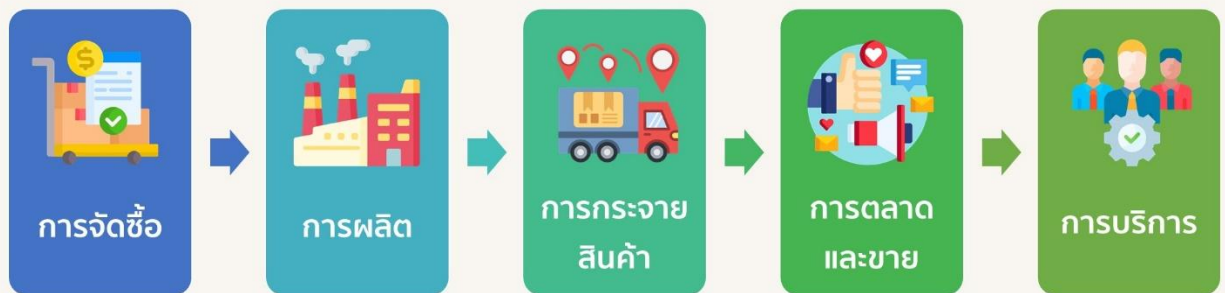 การจัดซื้อ
การผลิต
การกระจาย
สินค้า
การตลาด
และขาย
การบริการ